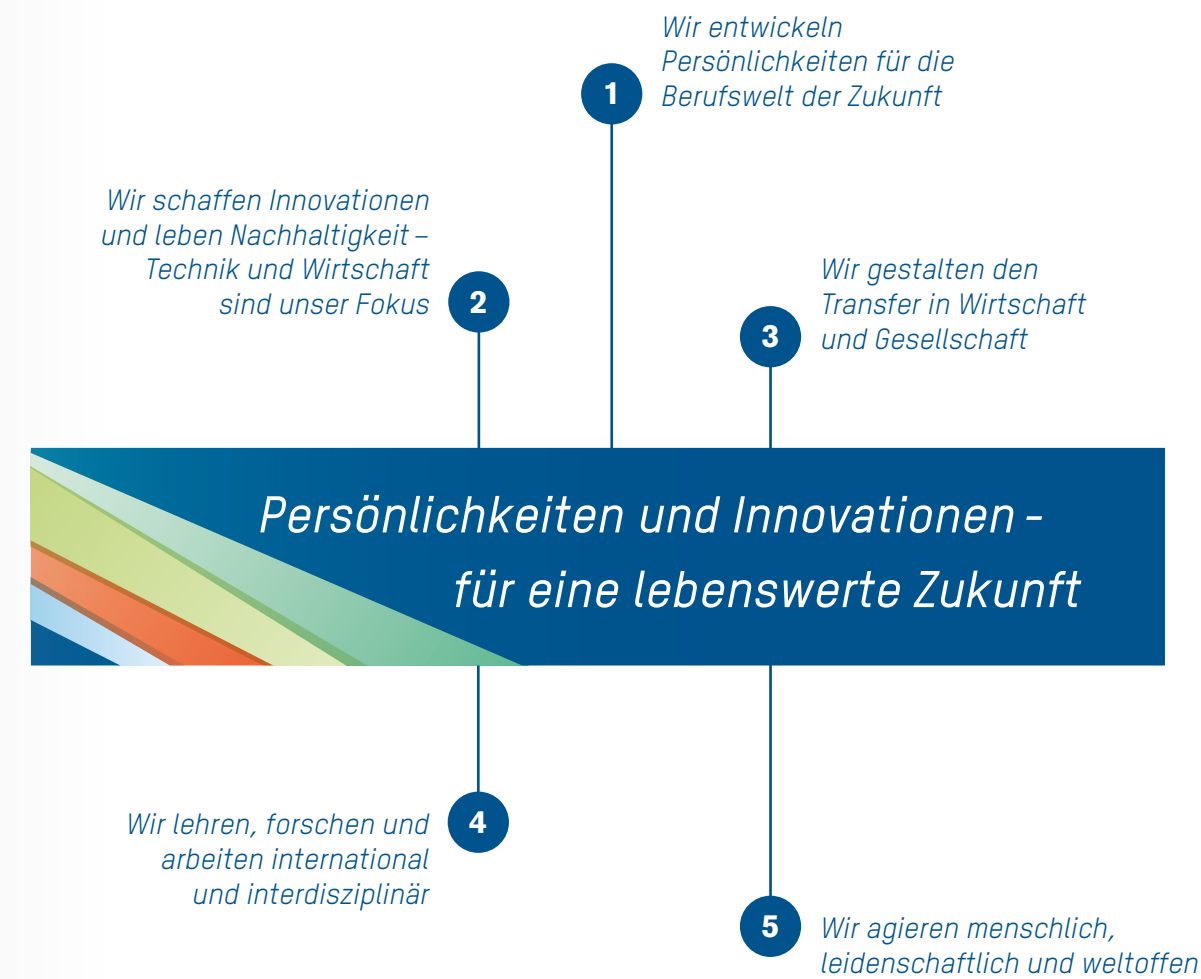 1
Wir entwickeln
Persönlichkeiten für die
Berufswelt der Zukunft
Wir schaffen Innovationen
und leben Nachhaltigkeit –
Technik und Wirtschaft
sind unser Fokus
2
3
Wir gestalten den
Transfer in Wirtschaft
und Gesellschaft
Persönlichkeiten und Innovationen -
für eine lebenswerte Zukunft
Wir lehren, forschen und
arbeiten international
und interdisziplinär
4
5
Wir agieren menschlich,
leidenschaftlich und weltoffen